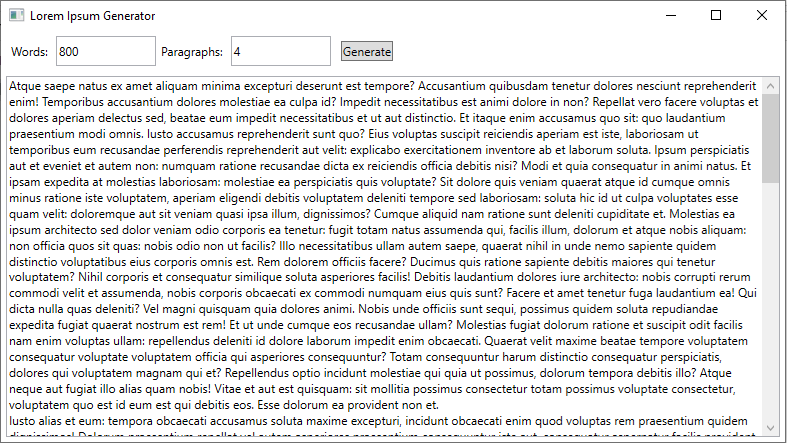 Lorem Ipsum Generator
Words: 800 Paragraphs: 4 Generate
Atque saepe natus ex amet aliquam minima excepturi deserunt est tempore? Accusantium quibusdam tenetur dolores nesciunt reprehenderit
enim! Temporibus accusantium dolores molestiae ea culpa id? Impedit necessitatibus est animi dolore in non? Repellat vero facere voluptas et
dolores aperiam delectus sed, beatae eum impedit necessitatibus et ut aut distinctio. Et itaque enim accusamus quo sit: quo laudantium
praesentium modi omnis. Iusto accusamus reprehenderit sunt quo? Eius voluptas suscipit reiciendis aperiam est iste, laboriosam ut
temporibus eum recusandae perferendis reprehenderit aut velit: explicabo exercitationem inventore ab et laborum soluta. Ipsum perspiciatis
aut et eveniet et autem non: numquam ratione recusandae dicta ex reiciendis officia debitis nisi? Modi et quia consequatur in animi natus. Et
ipsam expedita at molestias laboriosam: molestiae ea perspiciatis quis voluptate? Sit dolore quis veniam quaerat atque id cumque omnis
minus ratione iste voluptatem, aperiam eligendi debitis voluptatem deleniti tempore sed laboriosam: soluta hic id ut culpa voluptates esse
quam velit: doloremque aut sit veniam quasi ipsa illum, dignissimos? Cumque aliquid nam ratione sunt deleniti cupiditate et. Molestias ea
ipsum architecto sed dolor veniam odio corporis ea tenetur: fugit totam natus assumenda qui, facilis illum, dolorum et atque nobis aliquam:
non officia quos sit quas: nobis odio non ut facilis? Illo necessitatibus ullam autem saepe, quaerat nihil in unde nemo sapiente quidem
distinctio voluptatibus eius corporis omnis est. Rem dolorem officiis facere? Ducimus quis ratione sapiente debitis maiores qui tenetur
voluptatem? Nihil corporis et consequatur similique soluta asperiores facilis! Debitis laudantium dolores iure architecto: nobis corrupti rerum
commodi velit et assumenda, nobis corporis obcaecati ex commodi numquam eius quis sunt? Facere et amet tenetur fuga laudantium ea! Qui
dicta nulla quas deleniti? Vel magni quisquam quia dolores animi. Nobis unde officiis sunt sequi, possimus quidem soluta repudiandae
expedita fugiat quaerat nostrum est rem! Et ut unde cumque eos recusandae ullam? Molestias fugiat dolorum ratione et suscipit odit facilis
nam enim voluptas ullam: repellendus deleniti id dolore laborum impedit enim obcaecati. Quaerat velit maxime beatae tempore voluptatem
consequatur voluptate voluptatem officia qui asperiores consequuntur? Totam consequuntur harum distinctio consequatur perspiciatis,
dolores qui voluptatem magnam qui et? Repellendus optio incidunt molestiae qui quia ut possimus, dolorum tempora debitis illo? Atque
neque aut fugiat illo alias quam nobis! Vitae et aut est quisquam: sit mollitia possimus consectetur totam possimus voluptate consectetur,
voluptatem quo est id eum est qui debitis eos. Esse dolorum ea provident non et.
Iusto alias et eum: tempora obcaecati accusamus soluta maxime excepturi, incidunt obcaecati enim quod voluptas rem praesentium quidem